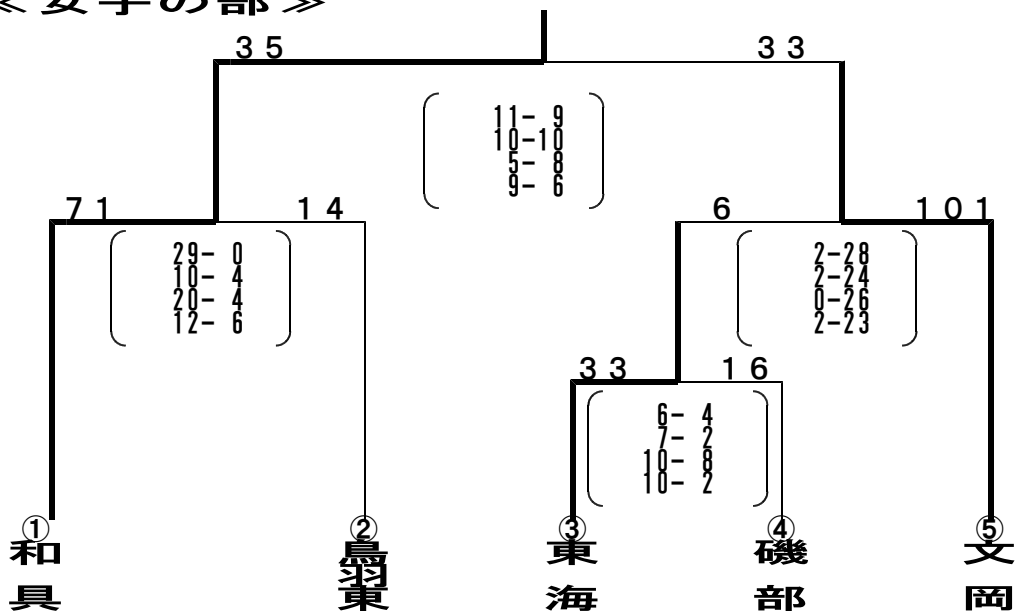 ≪女子の部≫
35 33
11- 9
10-10
5- 8
9- 6
71 14 6 101
29- 0
10- 4
20- 4
12- 6
2-28
2-24
0-26
2-23
33 16
6- 4
7- 2
10- 8
10- 2
① ② ③ ④ ⑤
和具
鳥羽東
東海
磯部
文岡